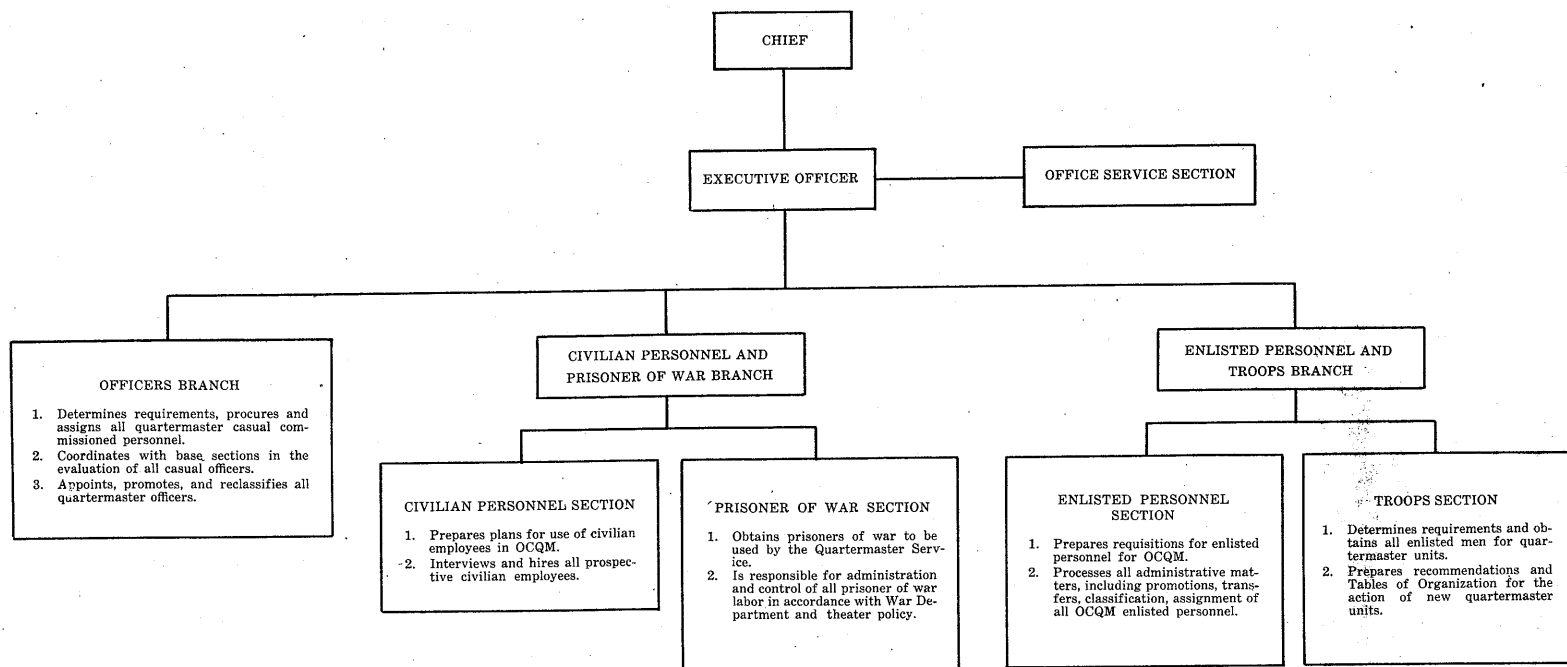 CHIEF
EXECUTIVE OFFICER
OFFICE SERVICE SECTION
OFFICERS BRANCH
1. Determines requirements, procures and
assigns all quartermaster casual com-
missioned personnel.
2. Coordinates with base sections in the
evaluation of all casual officers.
3. Appoints, promotes, and reclassifies all
quartermaster officers.
CIVILIAN PERSONNEL AND
PRISONER OF WAR BRANCH
CIVILIAN PERSONNEL SECTION
1. Prepares plans for use of civilian
employees in OCQM.
2. Interviews and hires all prospec-
tive civilian employees.
PRISONER OF WAR SECTION
1. Obtains prisoners of war to be
used by the Quartermaster Serv-
ice.
2. Is responsible for administration
and control of all prisoner of war
labor in accordance with War De-
partment and theater policy.
ENLISTED PERSONNEL AND
TROOPS BRANCH
ENLISTED PERSONNEL
SECTION
1. Prepares requisitions for enlisted
personnel for OCQM.
2. Processes all administrative mat-
ters, including promotions, trans-
fers, classification, assignment of
all OCQM enlisted personnel.
TROOPS SECTION
1. Determines requirements and ob-
tains all enlisted men for quar-
termaster units.
2. Prepares recommendations and
Tables of Organization for the
action of new quartermaster
units.